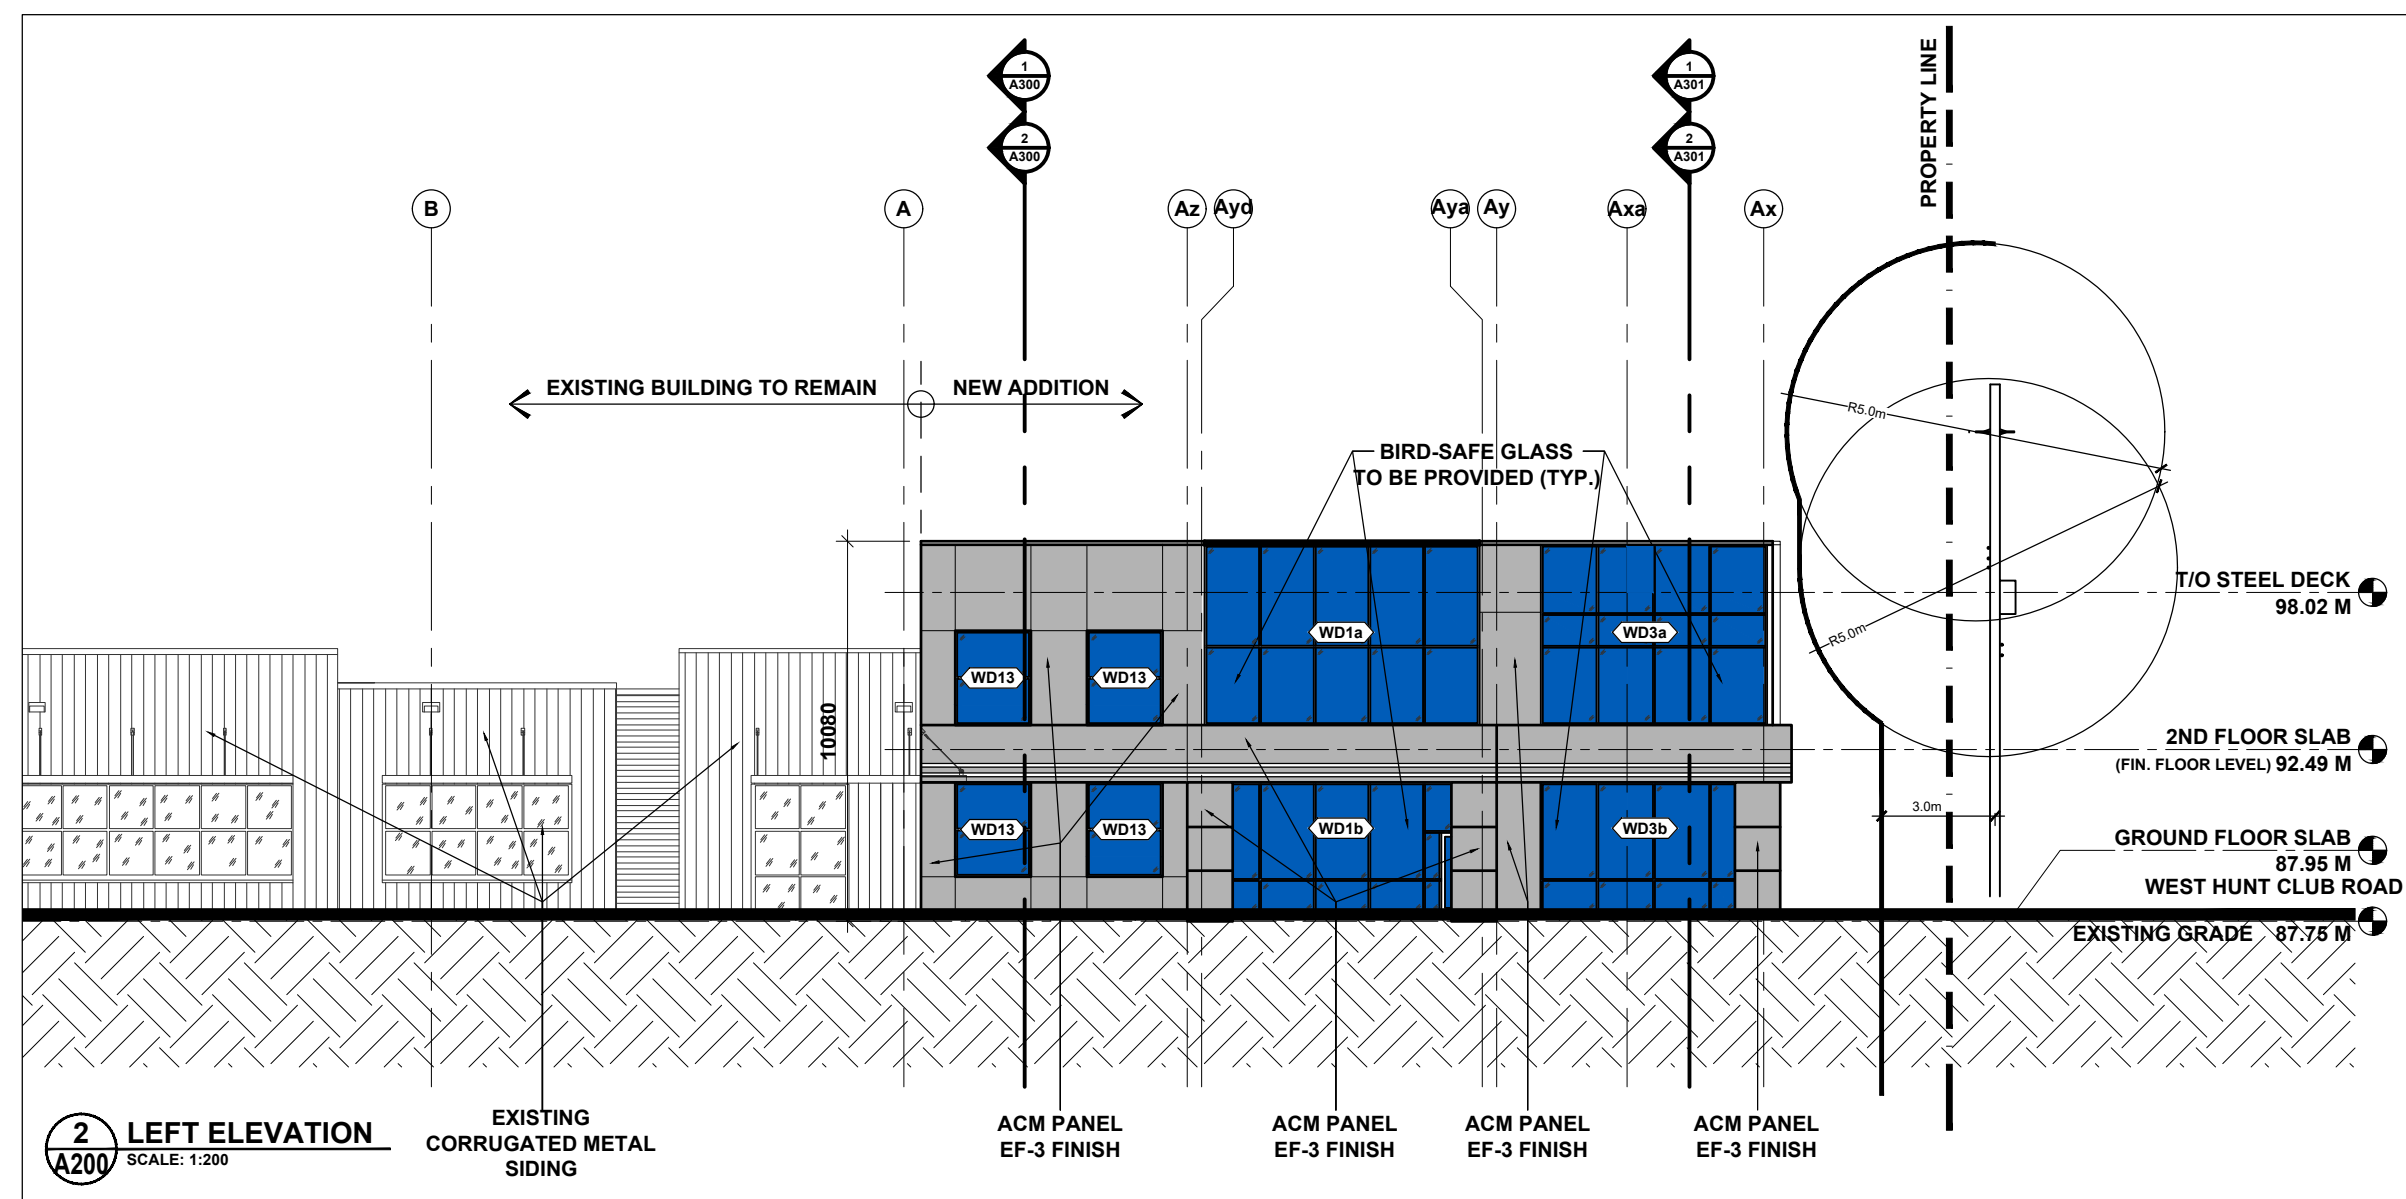 1
A300
2
A300
1
A301
2
A301
PROPERTY LINE
B
A
Az
Ayd
Aya
Ay
Axa
Ax
EXISTING BUILDING TO REMAIN
NEW ADDITION
BIRD-SAFE GLASS
TO BE PROVIDED (TYP.)
R5.0m
R5.0m
T/O STEEL DECK
98.02 M
WD1a
WD3a
WD13
WD13
10080
2ND FLOOR SLAB
(FIN. FLOOR LEVEL) 92.49 M
3.0m
WD13
WD13
WD1b
WD3b
GROUND FLOOR SLAB
87.95 M
WEST HUNT CLUB ROAD
EXISTING GRADE 87.75 M
2
A200
LEFT ELEVATION
SCALE: 1:200
EXISTING
CORRUGATED METAL
SIDING
ACM PANEL
EF-3 FINISH
ACM PANEL
EF-3 FINISH
ACM PANEL
EF-3 FINISH
ACM PANEL
EF-3 FINISH